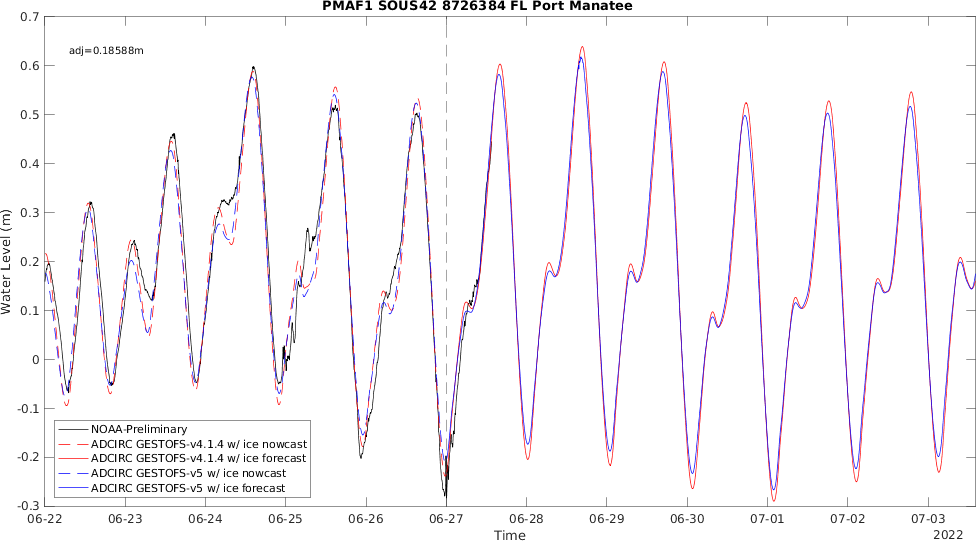 PMAF1 SOUS42 8726384 FL Port Manatee
0.7
adj=0.18588m
0.6
0.5
0.4
0.3
0.2
0.1
0
-0.1
-0.2
-0.3
Water Level (m)
NOAA-Preliminary
ADCIRC GESTOFS-v4.1.4 w/ ice nowcast
ADCIRC GESTOFS-v4.1.4 w/ ice forecast
ADCIRC GESTOFS-v5 w/ ice nowcast
ADCIRC GESTOFS-v5 w/ ice forecast
06-22 06-23 06-24 06-25 06-26 06-27 06-28 06-29 06-30 07-01 07-02 07-03
Time
2022